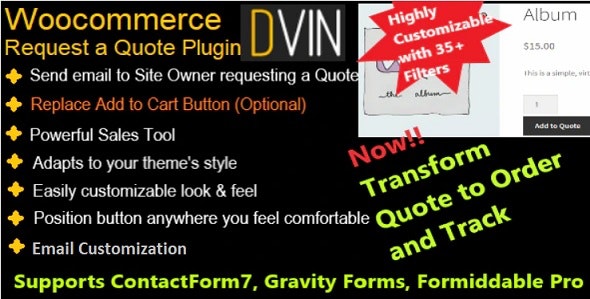 Woocommerce
Request a Quote Plugin
DVIN
Send email to Site Owner requesting a Quote
Replace Add to Cart Button (Optional)
Powerful Sales Tool
Adapts to your theme's style
Easily customizable look & feel
Position button anywhere you feel comfortable
Email Customization
Highly
Customizable
with 35+
Filters
the album
Album
$15.00
This is a simple, virt
1
Add to Quote
Now!!
Transform
Quote to Order
and Track
Supports ContactForm7, Gravity Forms, Formiddable Pro